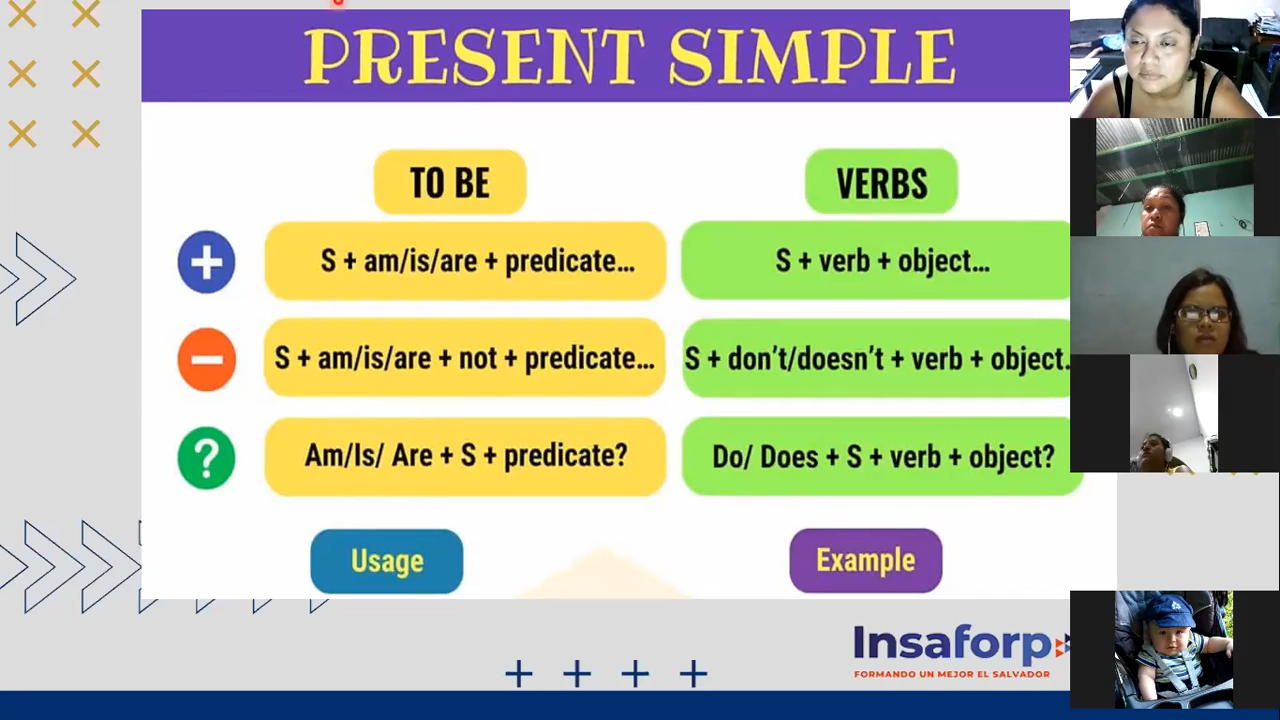 PRESENT SIMPLE
TO BE
VERBS
S + am/is/are + predicate...
S + verb + object...
S + am/is/are + not + predicate...
S + don't/doesn't + verb + object.
Am/Is/ Are + S + predicate?
Do/ Does + S + verb + object?
Usage
Example
Insaforp
FORMANDO UN MEJOR EL SALVADOR